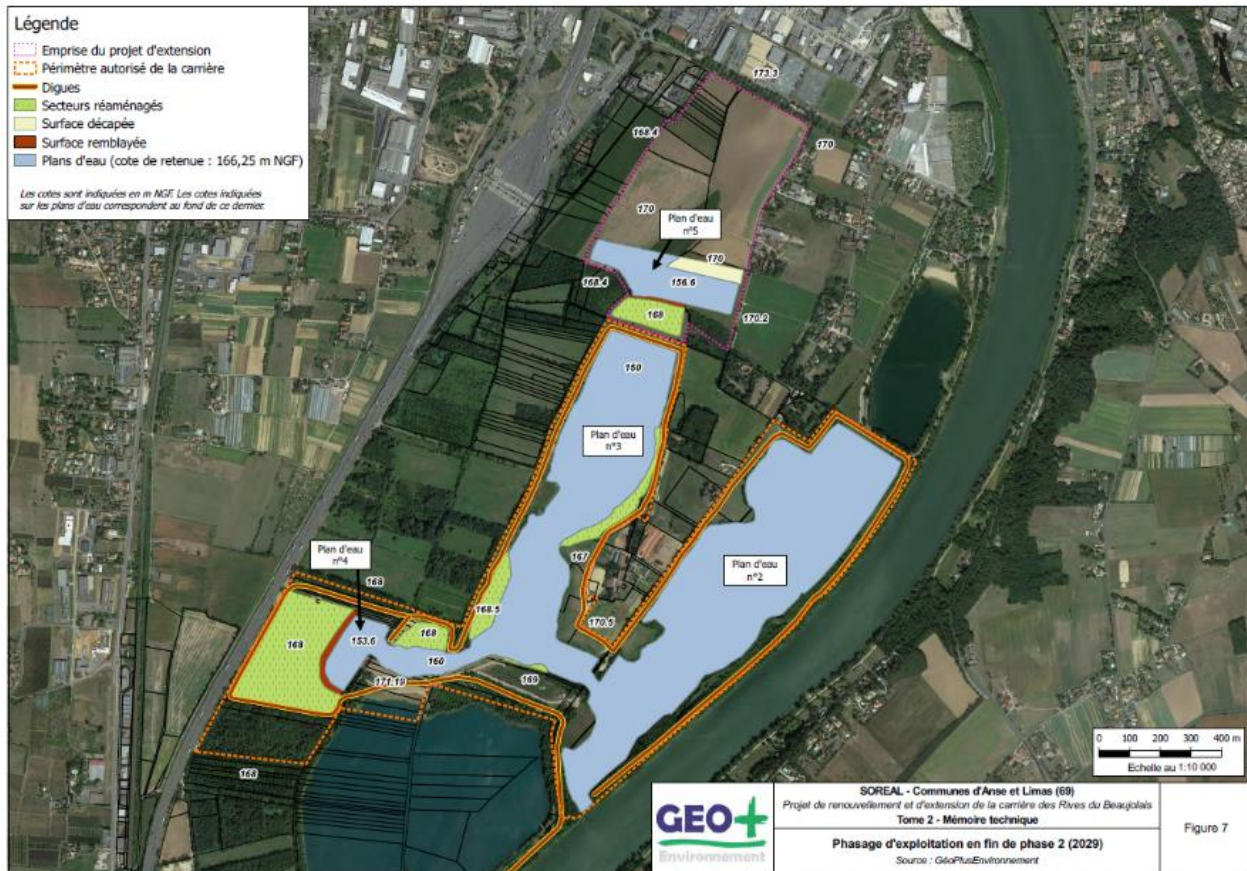 Légende
Emprise du projet d'extension
Périmètre autorisé de la carrière
Digues
Secteurs réaménagés
Surface décapée
Surface remblayée
Plans d'eau (cote de retenue : 166,25 m NGF)
Les cotes sont indiquées en m NGF. Les cotes indiquées
sur les plans d'eau correspondent au fond de ce dernier.
N
173.3
168.4
170
170
Plan d'eau
n°5
170
168.4
156.6
168
170.2
160
Plan d'eau
n°3
Plan d'eau
n°4
167
Plan d'eau
n°2
168
168.5
170.5
168
153.6
168
160
169
171.19
168
0 100 200 300 400 m
Echelle au 1:10 000
GEO+
Environnement
SOREAL - Communes d'Anse et Limas (69)
Projet de renouvellement et d'extension de la carrière des Rives du Beaujolais
Tome 2 - Mémoire technique
Phasage d'exploitation en fin de phase 2 (2029)
Source : GéoPlusEnvironnement
Figure 7